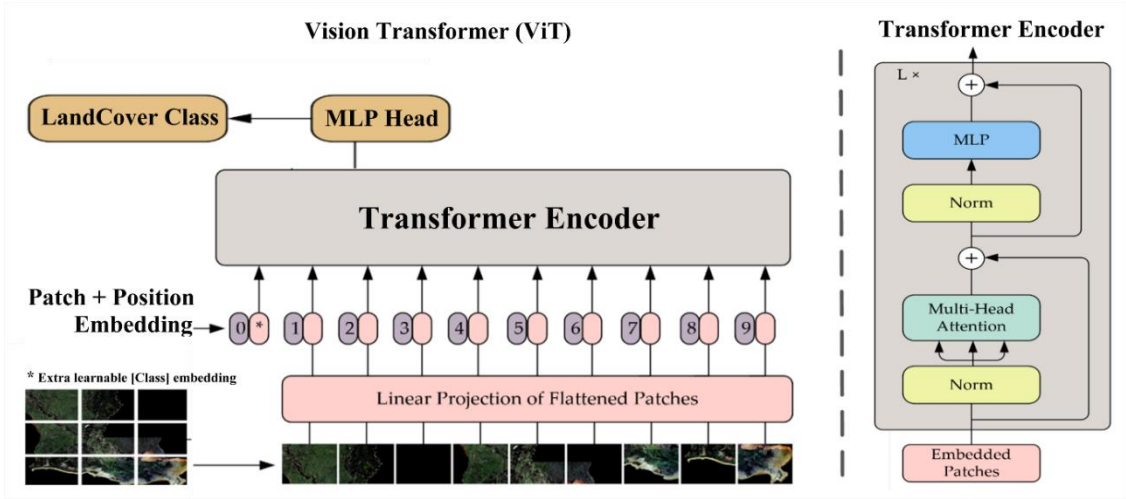 Vision Transformer (ViT)
LandCover Class
MLP Head
Transformer Encoder
Patch + Position
Embedding
0 * 1 2 3 4 5 6 7 8 9
* Extra learnable [Class] embedding
Linear Projection of Flattened Patches
Transformer Encoder
L ×
+
MLP
Norm
+
Multi-Head
Attention
Norm
Embedded
Patches